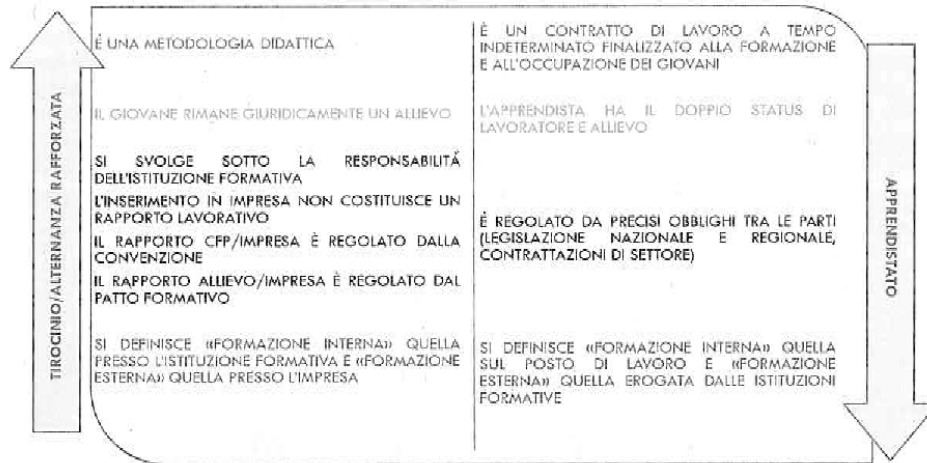 TIROCINIO/ALTERNANZA RAFFORZATA
É UNA METODOLOGIA DIDATTICA
IL GIOVANE RIMANE GIURIDICAMENTE UN ALLIEVO
SI SVOLGE SOTTO LA RESPONSABILITÁ
DELL'ISTITUZIONE FORMATIVA
L'INSERIMENTO IN IMPRESA NON COSTITUISCE UN
RAPPORTO LAVORATIVO
IL RAPPORTO CFP/IMPRESA È REGOLATO DALLA
CONVENZIONE
IL RAPPORTO ALLIEVO/IMPRESA È REGOLATO DAL
PATTO FORMATIVO
SI DEFINISCE «FORMAZIONE INTERNA» QUELLA
PRESSO L'ISTITUZIONE FORMATIVA E «FORMAZIONE
ESTERNA» QUELLA PRESSO L'IMPRESA
É UN CONTRATTO DI LAVORO A TEMPO
INDETERMINATO FINALIZZATO ALLA FORMAZIONE
E ALL'OCCUPAZIONE DEI GIOVANI
L'APPRENDISTA HA IL DOPPIO STATUS DI
LAVORATORE E ALLIEVO
É REGOLATO DA PRECISI OBBLIGHI TRA LE PARTI
(LEGISLAZIONE NAZIONALE E REGIONALE,
CONTRATTAZIONI DI SETTORE)
SI DEFINISCE «FORMAZIONE INTERNA» QUELLA
SUL POSTO DI LAVORO E «FORMAZIONE
ESTERNA» QUELLA EROGATA DALLE ISTITUZIONI
FORMATIVE
APPRENDISTATO